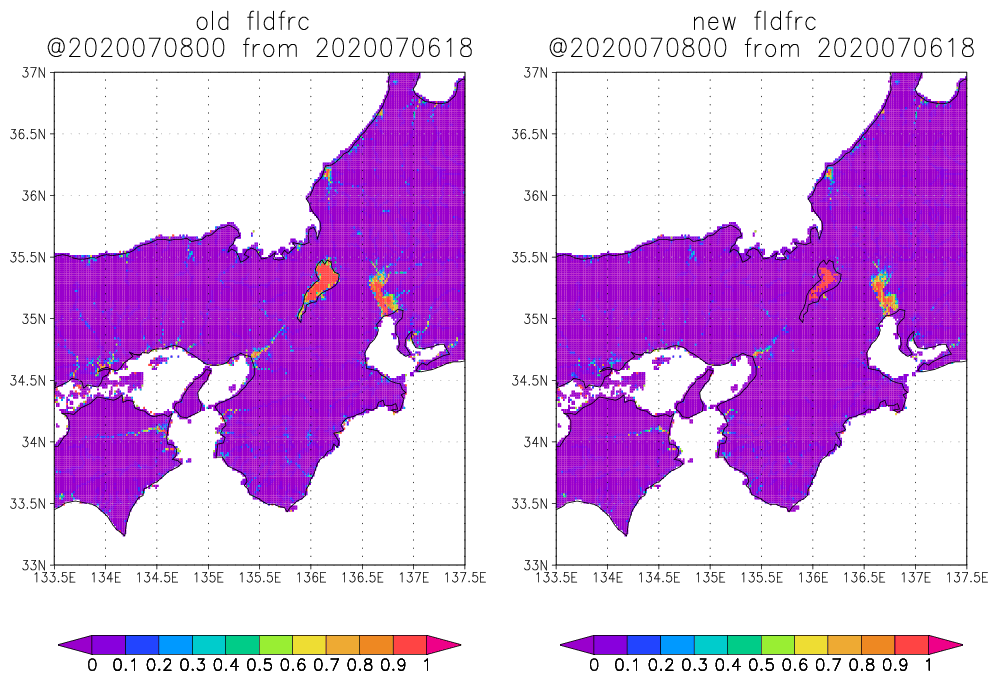 old fldfrc
@2020070800 from 2020070618
37N
36.5N
36N
35.5N
35N
34.5N
34N
33.5N
33N
133.5E 134E 134.5E 135E 135.5E 136E 136.5E 137E 137.5E
0 0.1 0.2 0.3 0.4 0.5 0.6 0.7 0.8 0.9 1
new fldfrc
@2020070800 from 2020070618
37N
36.5N
36N
35.5N
35N
34.5N
34N
33.5N
33N
133.5E 134E 134.5E 135E 135.5E 136E 136.5E 137E 137.5E
0 0.1 0.2 0.3 0.4 0.5 0.6 0.7 0.8 0.9 1